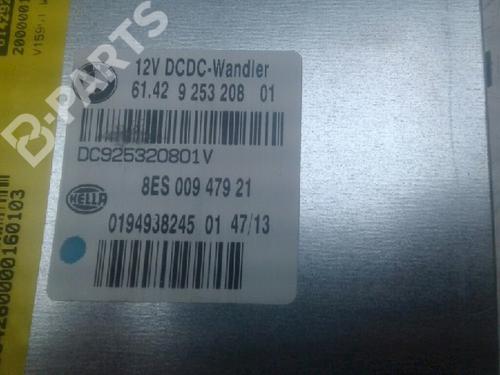 12V DCDC-Wandler
61.42 9 253 208 01
DC925320801V
8ES 009 479 21
HELLA
0194938245 01 47/13
B-PARTS